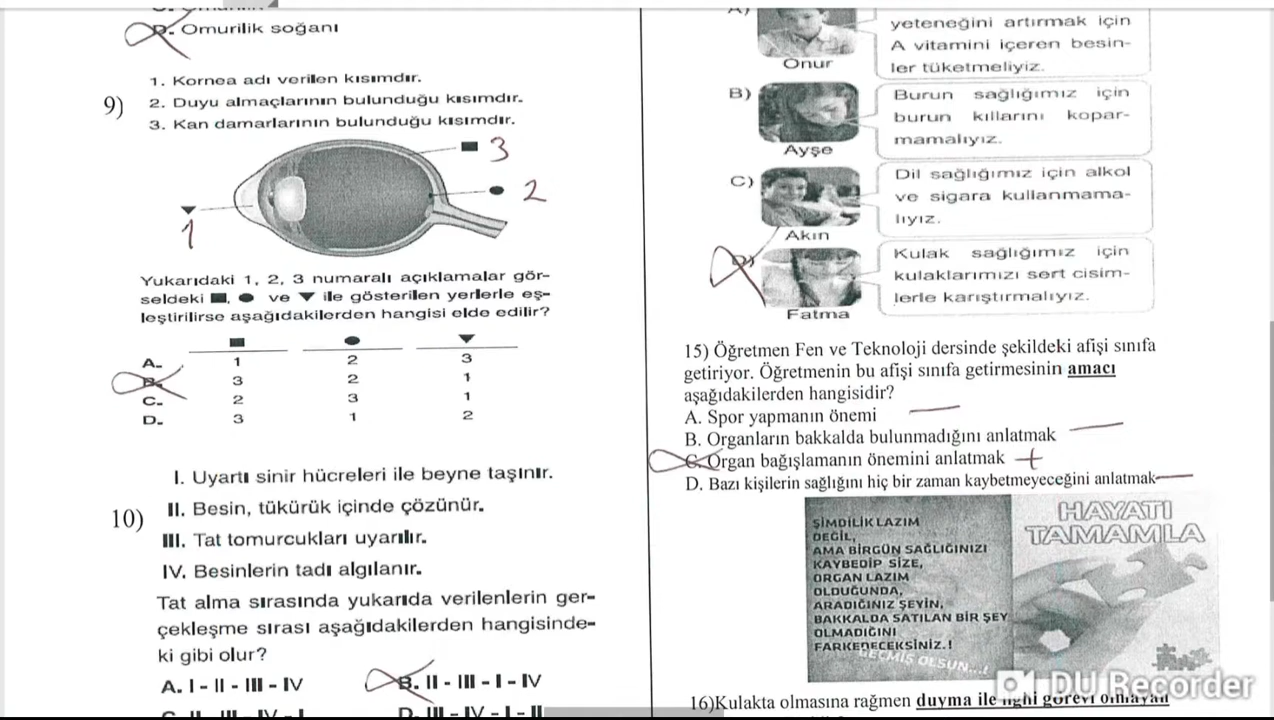 D. Omurilik soğanı
9)
1. Kornea adı verilen kısımdır.
2. Duyu almaçlarının bulunduğu kısımdır.
3. Kan damarlarının bulunduğu kısımdır.
3
2
1
Yukarıdaki 1, 2, 3 numaralı açıklamalar gör-
seldeki ■, ● ve ▼ ile gösterilen yerlerle eş-
leştirilirse aşağıdakilerden hangisi elde edilir?
■ ● ▼
A. 1 2 3
B. 3 2 1
C. 2 3 1
D. 3 1 2
10)
I. Uyartı sinir hücreleri ile beyne taşınır.
II. Besin, tükürük içinde çözünür.
III. Tat tomurcukları uyarılır.
IV. Besinlerin tadı algılanır.
Tat alma sırasında yukarıda verilenlerin ger-
çekleşme sırası aşağıdakilerden hangisinde-
ki gibi olur?
A. I - II - III - IV B. II - III - I - IV
C. II - III - IV - I D. III - IV - I - II
A)
yeteneğini artırmak için
A vitamini içeren besin-
ler tüketmeliyiz.
Onur
B)
Burun sağlığımız için
burun kıllarını kopar-
mamalıyız.
Ayşe
C)
Dil sağlığımız için alkol
ve sigara kullanmama-
lıyız.
Akın
D)
Kulak sağlığımız için
kulaklarımızı sert cisim-
lerle karıştırmalıyız.
Fatma
15) Öğretmen Fen ve Teknoloji dersinde şekildeki afişi sınıfa
getiriyor. Öğretmenin bu afişi sınıfa getirmesinin amacı
aşağıdakilerden hangisidir?
A. Spor yapmanın önemi
B. Organların bakkalda bulunmadığını anlatmak
C. Organ bağışlamanın önemini anlatmak +
D. Bazı kişilerin sağlığını hiç bir zaman kaybetmeyeceğini anlatmak
ŞİMDİLİK LAZIM
DEĞİL,
AMA BİRGÜN SAĞLIĞINIZI
KAYBEDİP SİZE,
ORGAN LAZIM
OLDUĞUNDA,
ARADIĞINIZ ŞEYİN,
BAKKALDA SATILAN BİR ŞEY
OLMADIĞINI
FARKEDECEKSİNİZ.!
GEÇMİŞ OLSUN...!
HAYATI
TAMAMLA
DU Recorder
16)Kulakta olmasına rağmen duyma ile ilgili görevi olmayan